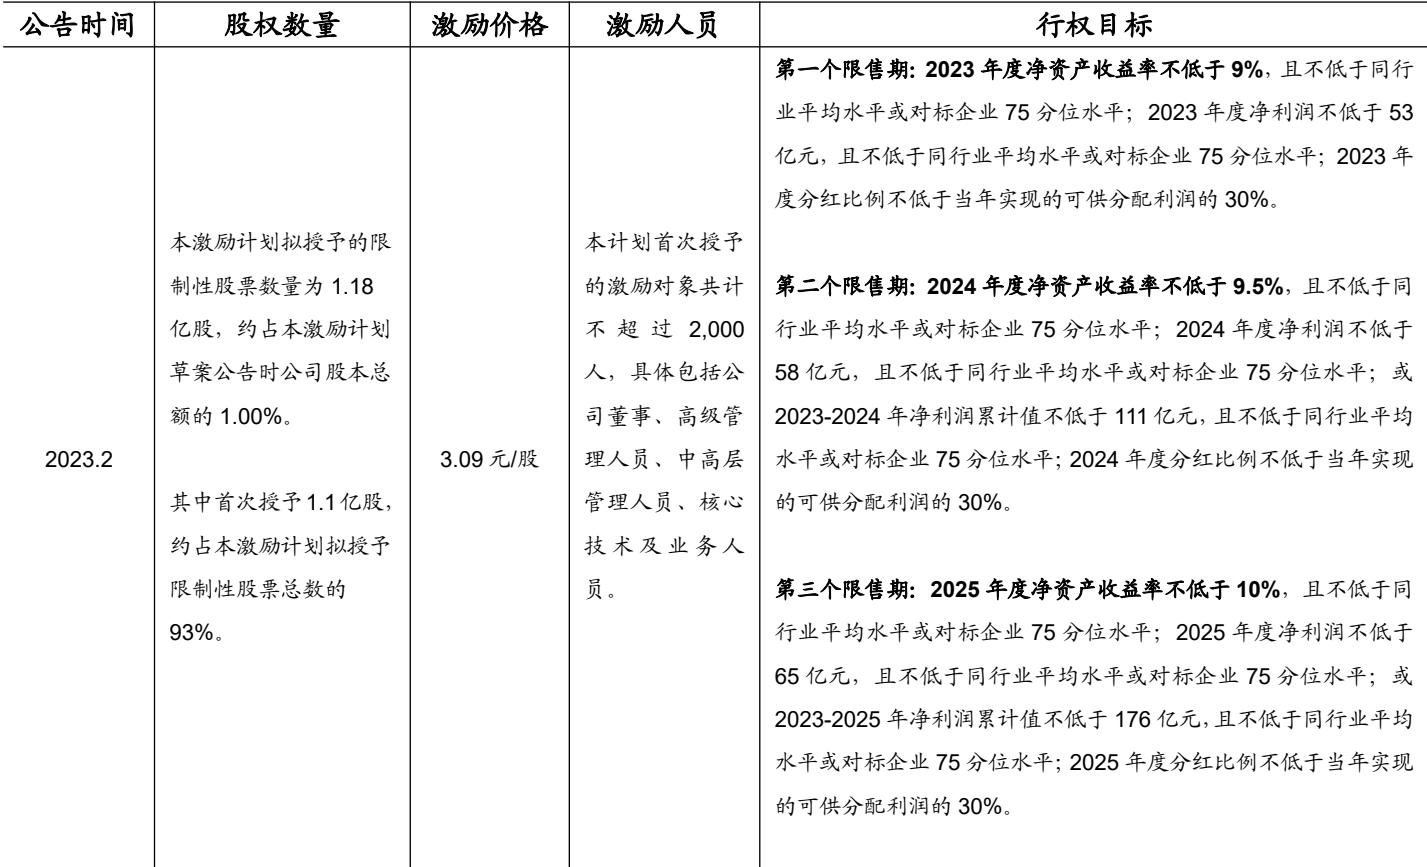 公告时间 股权数量 激励价格 激励人员 行权目标
2023.2
本激励计划拟授予的限
制性股票数量为 1.18
亿股，约占本激励计划
草案公告时公司股本总
额的 1.00%。
其中首次授予 1.1 亿股，
约占本激励计划拟授予
限制性股票总数的
93%。
3.09 元/股
本计划首次授予
的激励对象共计
不超过 2,000
人，具体包括公
司董事、高级管
理人员、中高层
管理人员、核心
技术及业务人
员。
第一个限售期：2023 年度净资产收益率不低于 9%，且不低于同行
业平均水平或对标企业 75 分位水平；2023 年度净利润不低于 53
亿元，且不低于同行业平均水平或对标企业 75 分位水平；2023 年
度分红比例不低于当年实现的可供分配利润的 30%。
第二个限售期：2024 年度净资产收益率不低于 9.5%，且不低于同
行业平均水平或对标企业 75 分位水平；2024 年度净利润不低于
58 亿元，且不低于同行业平均水平或对标企业 75 分位水平；或
2023-2024 年净利润累计值不低于 111 亿元，且不低于同行业平均
水平或对标企业 75 分位水平；2024 年度分红比例不低于当年实现
的可供分配利润的 30%。
第三个限售期：2025 年度净资产收益率不低于 10%，且不低于同
行业平均水平或对标企业 75 分位水平；2025 年度净利润不低于
65 亿元，且不低于同行业平均水平或对标企业 75 分位水平；或
2023-2025 年净利润累计值不低于 176 亿元，且不低于同行业平均
水平或对标企业 75 分位水平；2025 年度分红比例不低于当年实现
的可供分配利润的 30%。